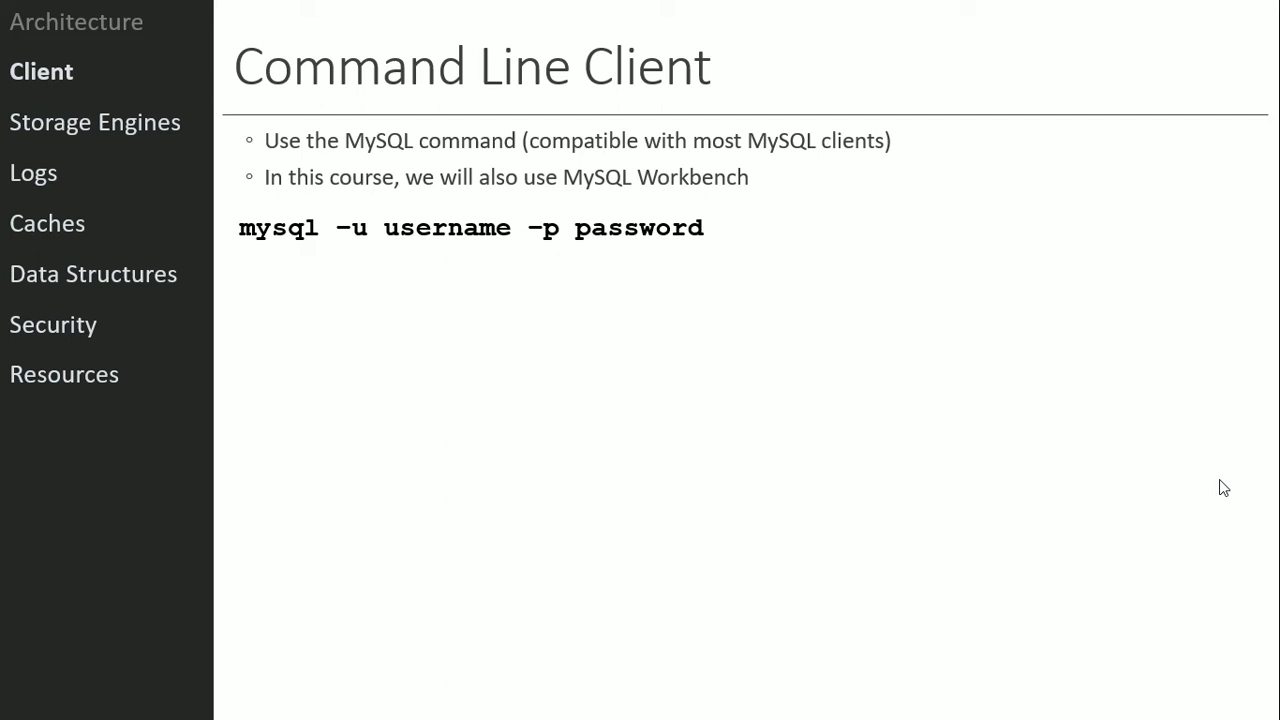 Architecture
Client
Storage Engines
Logs
Caches
Data Structures
Security
Resources
Command Line Client
◦ Use the MySQL command (compatible with most MySQL clients)
◦ In this course, we will also use MySQL Workbench
mysql –u username –p password